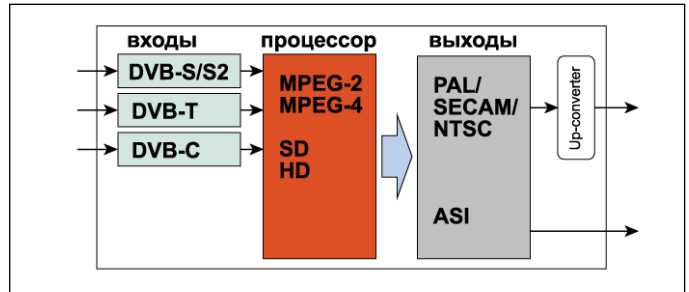 входы
процессор
выходы
DVB-S/S2
DVB-T
DVB-C
MPEG-2
MPEG-4
SD
HD
PAL/
SECAM/
NTSC
ASI
Up-converter